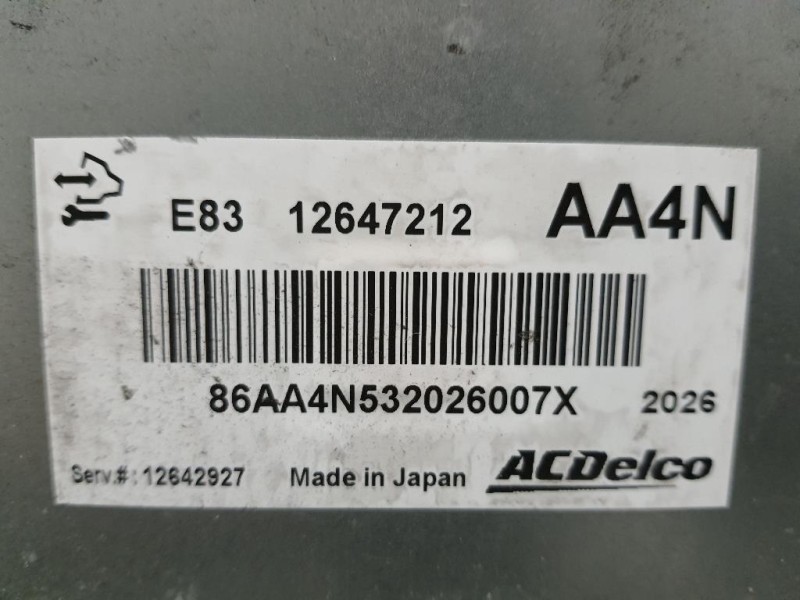 E83 12647212 AA4N
86AA4N532026007X 2026
Serv.#: 12642927 Made in Japan ACDelco